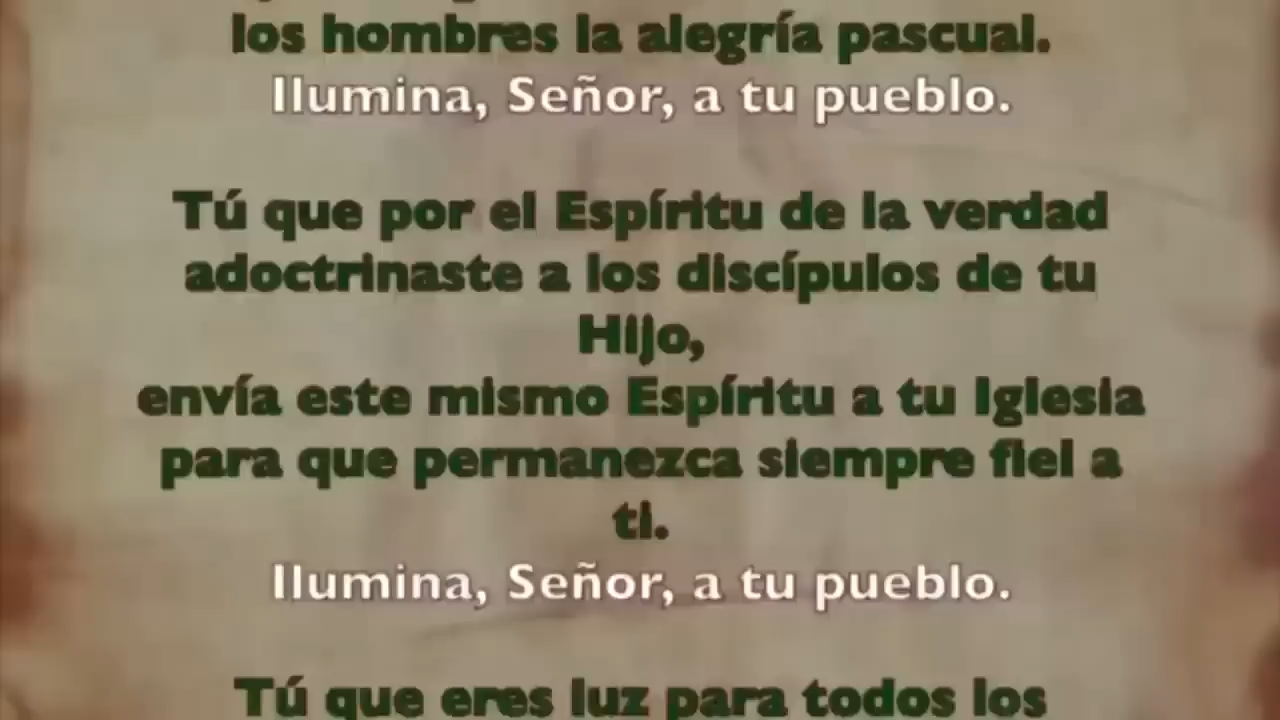 los hombres la alegría pascual.
Ilumina, Señor, a tu pueblo.
Tú que por el Espíritu de la verdad
adoctrinaste a los discípulos de tu
Hijo,
envía este mismo Espíritu a tu Iglesia
para que permanezca siempre fiel a
ti.
Ilumina, Señor, a tu pueblo.
Tú que eres luz para todos los